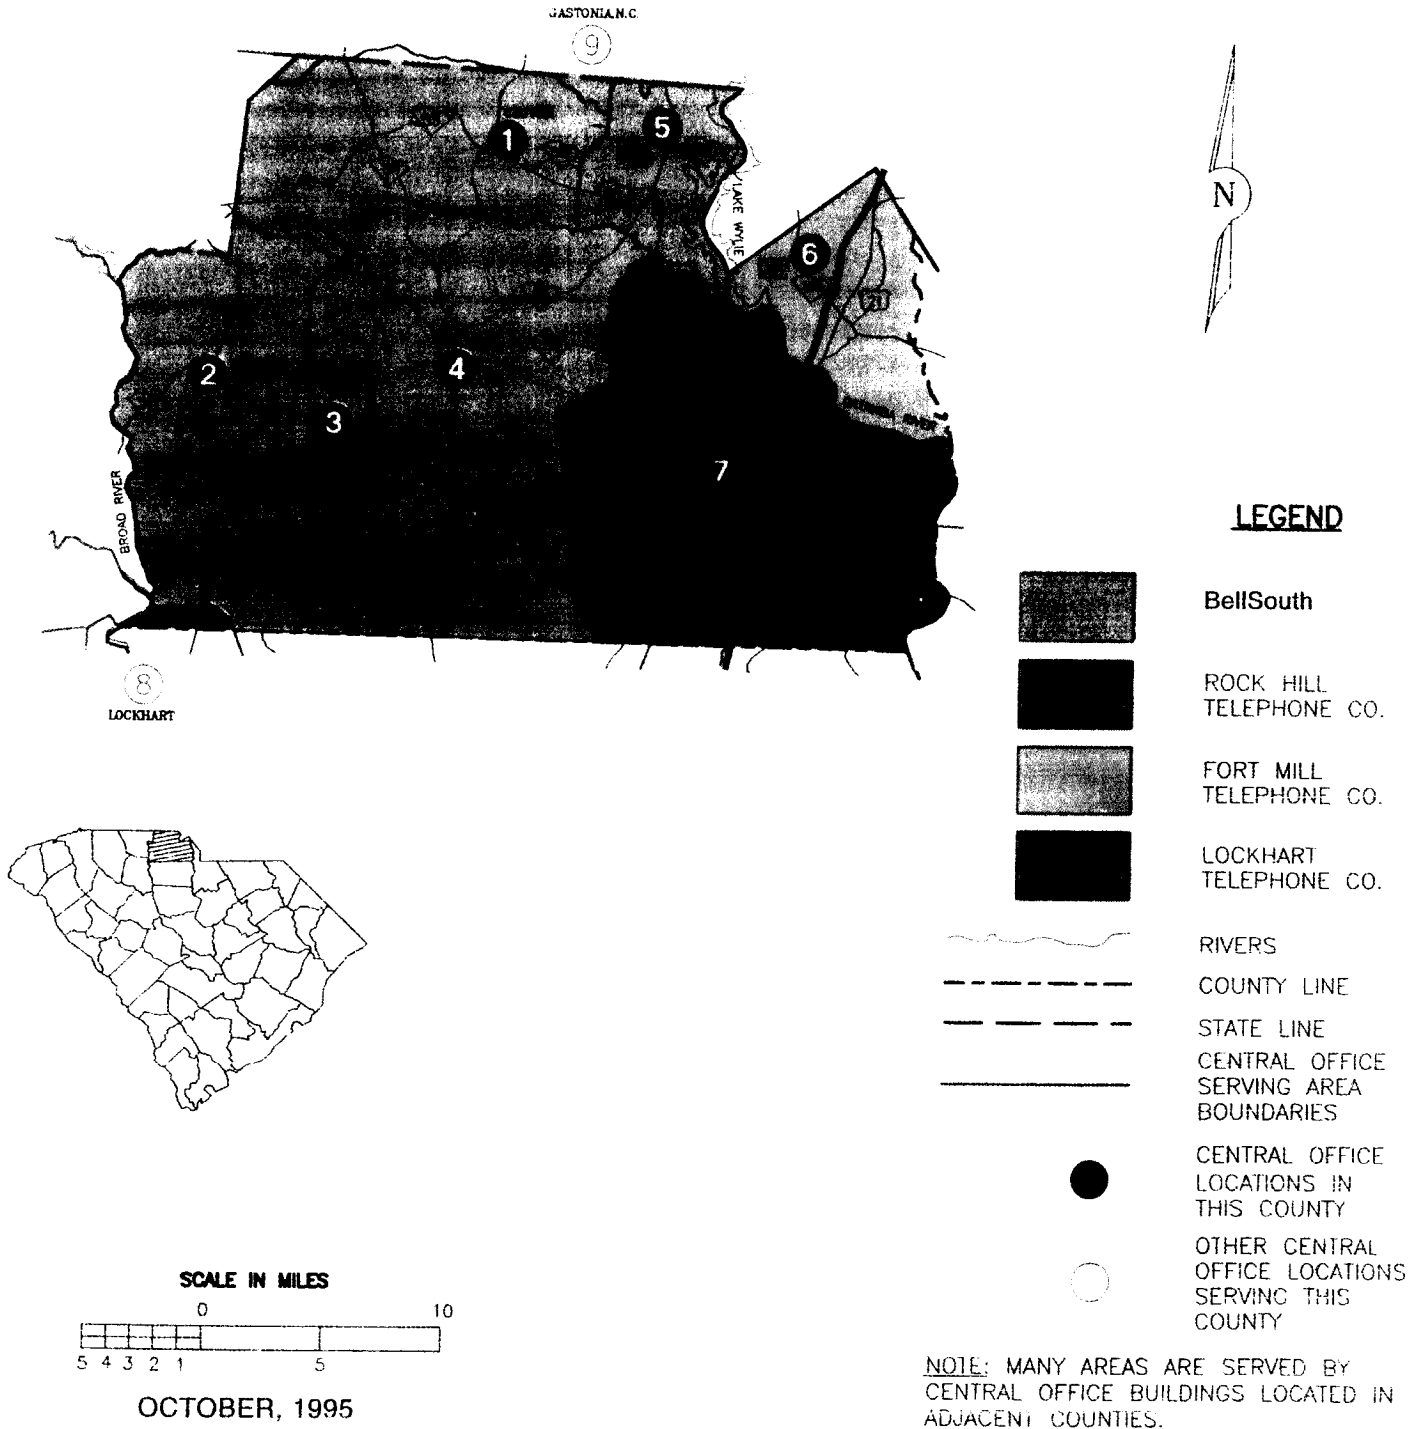 GASTONIA, N.C.
9
1
5
LAKE WYLIE
6
21
2
4
3
7
RIVER
BROAD RIVER
8
LOCKHART
N
LEGEND
BellSouth
ROCK HILL
TELEPHONE CO.
FORT MILL
TELEPHONE CO.
LOCKHART
TELEPHONE CO.
RIVERS
COUNTY LINE
STATE LINE
CENTRAL OFFICE
SERVING AREA
BOUNDARIES
CENTRAL OFFICE
LOCATIONS IN
THIS COUNTY
OTHER CENTRAL
OFFICE LOCATIONS
SERVING THIS
COUNTY
NOTE: MANY AREAS ARE SERVED BY
CENTRAL OFFICE BUILDINGS LOCATED IN
ADJACENT COUNTIES.
SCALE IN MILES
0 10
5 4 3 2 1 5
OCTOBER, 1995